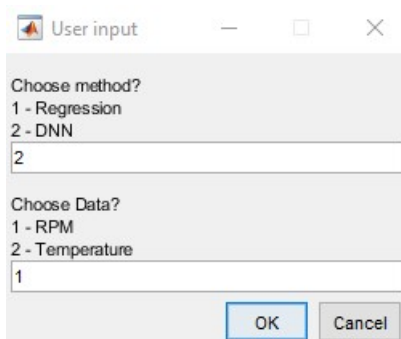 User input
Choose method?
1 - Regression
2 - DNN
2
Choose Data?
1 - RPM
2 - Temperature
1
OK Cancel